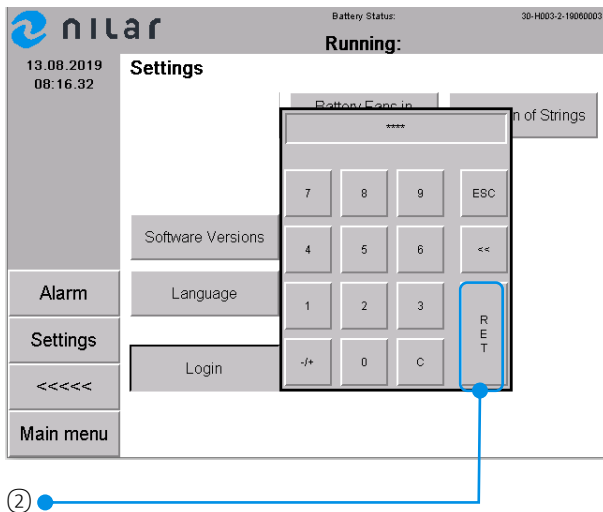 nilar
Battery Status:
30-H003-2-19060003
Running:
13.08.2019
08:16.32
Settings
Battery Fans in
n of Strings
****
7 8 9 ESC
Software Versions
4 5 6 <<
Alarm
Language
1 2 3
RET
Settings
Login
-/+ 0 C
<<<<<
Main menu
②